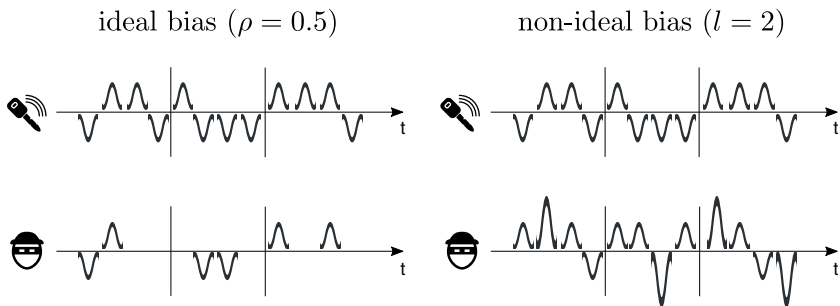 ideal bias (ρ = 0.5)
non-ideal bias (l = 2)
t
t
t
t